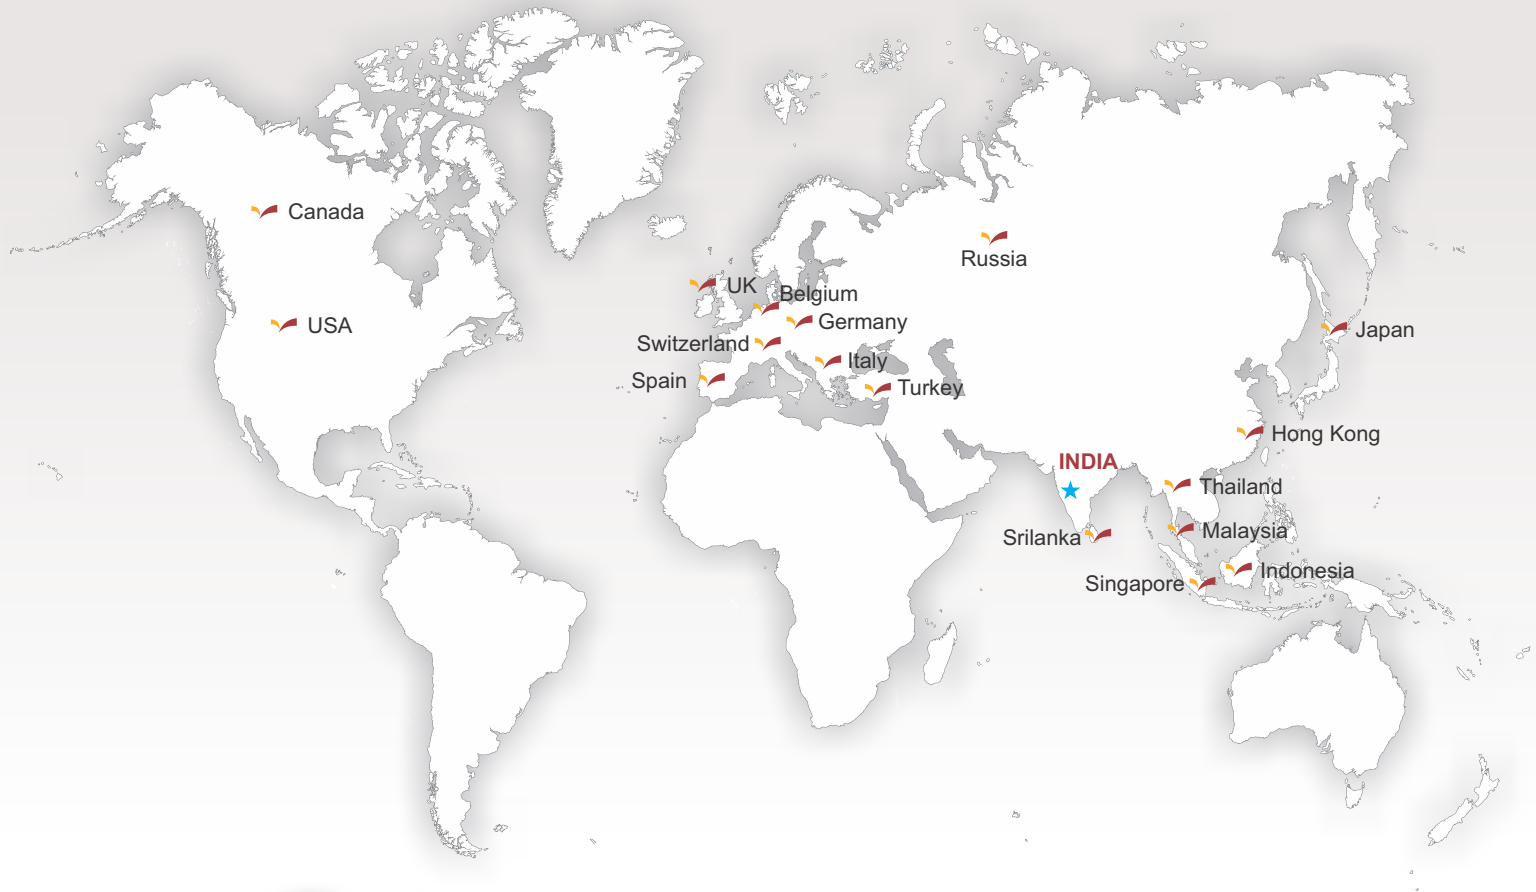 Canada
Russia
UK
Belgium
Germany
USA
Japan
Switzerland
Italy
Spain
Turkey
Hong Kong
INDIA
Thailand
Malaysia
Srilanka
Indonesia
Singapore